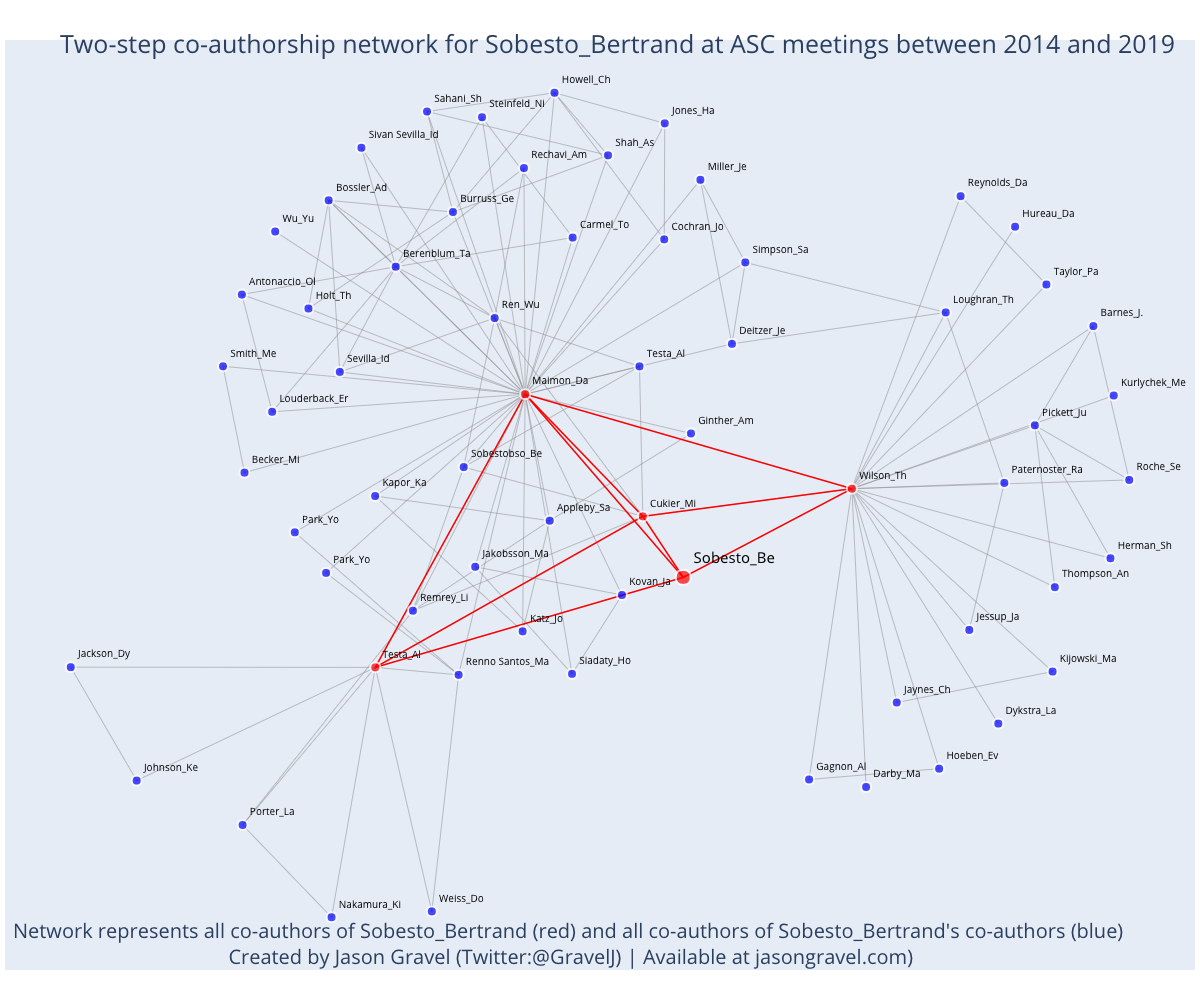 Two-step co-authorship network for Sobesto_Bertrand at ASC meetings between 2014 and 2019
Howell_Ch
Sahani_Sh
Steinfeld_Ni
Jones_Ha
Sivan Sevilla_Id
Shah_As
Rechavi_Am
Miller_Je
Reynolds_Da
Bossler_Ad
Burruss_Ge
Hureau_Da
Wu_Yu
Carmel_To
Cochran_Jo
Simpson_Sa
Berenblum_Ta
Taylor_Pa
Antonaccio_Ol
Holt_Th
Ren_Wu
Loughran_Th
Barnes_J.
Deitzer_Je
Smith_Me
Sevilla_Id
Testa_Al
Maimon_Da
Kurlychek_Me
Louderback_Er
Ginther_Am
Pickett_Ju
Becker_Mi
Sobestobso_Be
Roche_Se
Kapor_Ka
Wilson_Th
Paternoster_Ra
Appleby_Sa
Cukier_Mi
Park_Yo
Jakobsson_Ma
Sobesto_Be
Herman_Sh
Park_Yo
Kovan_Ja
Thompson_An
Remrey_Li
Katz_Jo
Jessup_Ja
Jackson_Dy
Testa_Al
Renno Santos_Ma
Siadaty_Ho
Kijowski_Ma
Jaynes_Ch
Dykstra_La
Johnson_Ke
Gagnon_Al
Darby_Ma
Hoeben_Ev
Porter_La
Nakamura_Ki
Weiss_Do
Network represents all co-authors of Sobesto_Bertrand (red) and all co-authors of Sobesto_Bertrand's co-authors (blue)
Created by Jason Gravel (Twitter:@GravelJ) | Available at jasongravel.com)